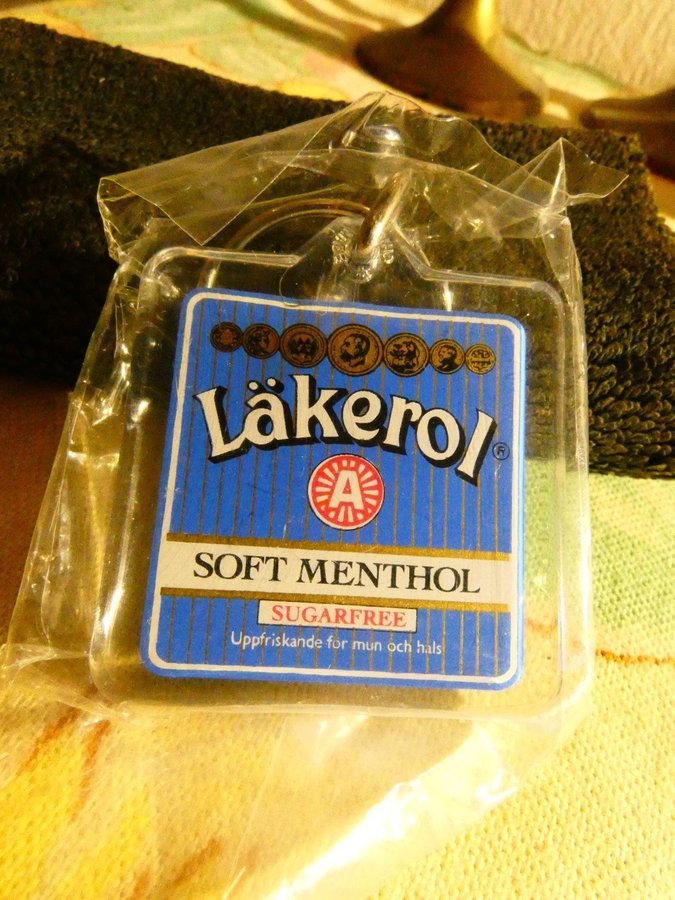 Läkerol®
A
SOFT MENTHOL
SUGARFREE
Uppfriskande för mun och hals